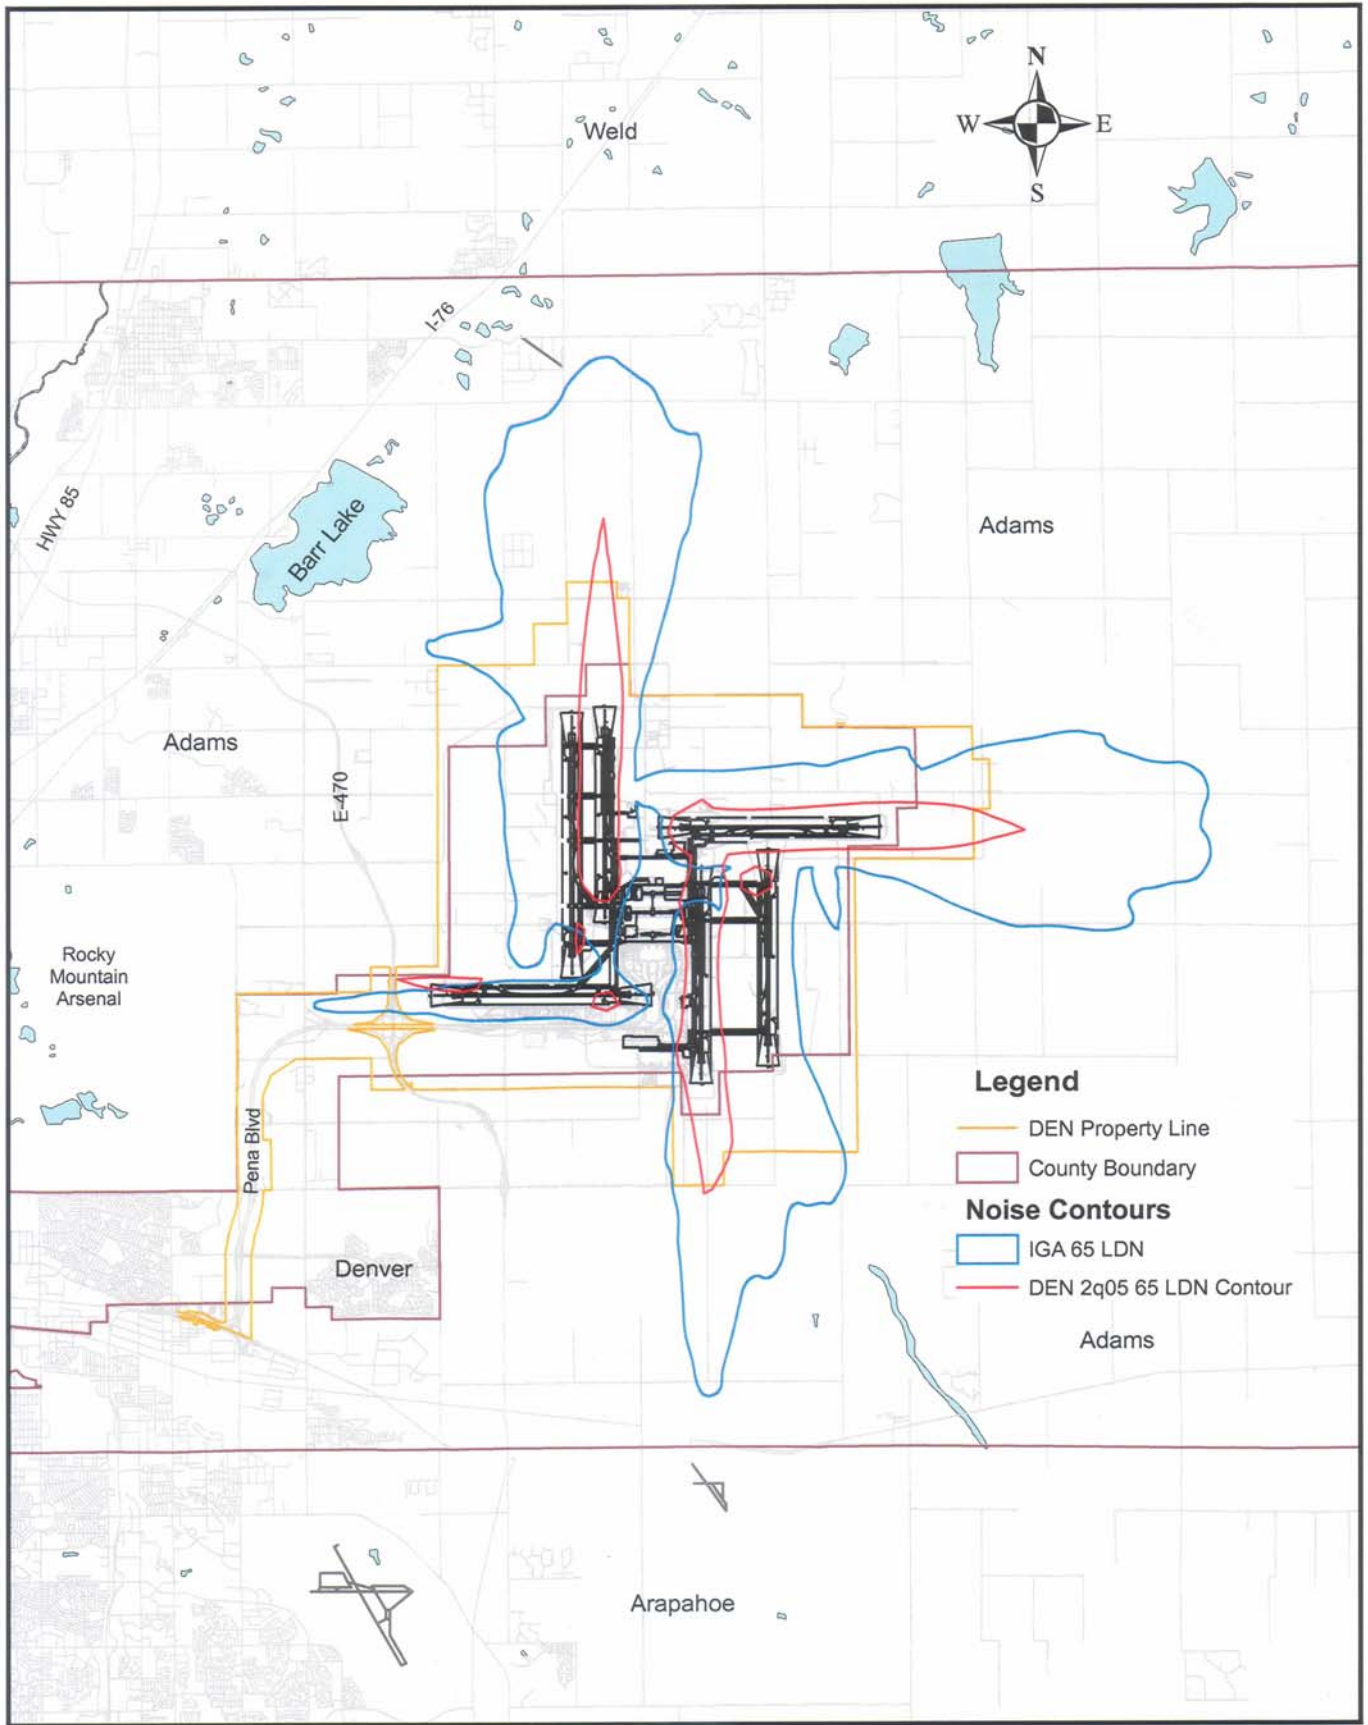 N
W E
S
Weld
I-76
HWY 85
Barr Lake
Adams
Adams
E-470
Rocky
Mountain
Arsenal
Pena Blvd
Denver
Legend
DEN Property Line
County Boundary
Noise Contours
IGA 65 LDN
DEN 2q05 65 LDN Contour
Adams
Arapahoe